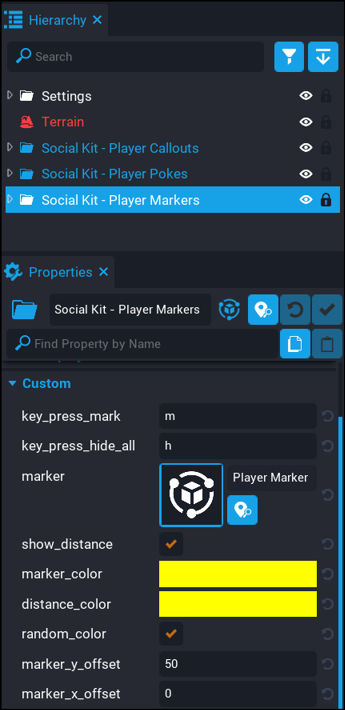 Hierarchy
Search
Settings
Terrain
Social Kit - Player Callouts
Social Kit - Player Pokes
Social Kit - Player Markers
Properties
Social Kit - Player Markers
Find Property by Name
Custom
key_press_mark m
key_press_hide_all h
marker Player Marker
show_distance
marker_color
distance_color
random_color
marker_y_offset 50
marker_x_offset 0